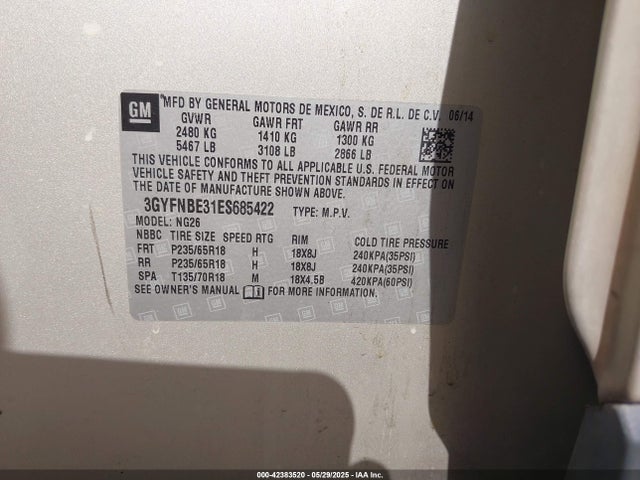 GM MFD BY GENERAL MOTORS DE MEXICO, S. DE R.L. DE C.V. 06/14
GVWR GAWR FRT GAWR RR
2480 KG 1410 KG 1300 KG
5467 LB 3108 LB 2866 LB
THIS VEHICLE CONFORMS TO ALL APPLICABLE U.S. FEDERAL MOTOR
VEHICLE SAFETY AND THEFT PREVENTION STANDARDS IN EFFECT ON
THE DATE OF MANUFACTURE SHOWN ABOVE.
3GYFNBE31ES685422 TYPE: M.P.V.
MODEL: NG26
NBBC TIRE SIZE SPEED RTG RIM COLD TIRE PRESSURE
FRT P235/65R18 H 18X8J 240KPA(35PSI)
RR P235/65R18 H 18X8J 240KPA(35PSI)
SPA T135/70R18 M 18X4.5B 420KPA(60PSI)
SEE OWNER'S MANUAL FOR MORE INFORMATION.
000-42383520 - 05/29/2025 - IAA Inc.